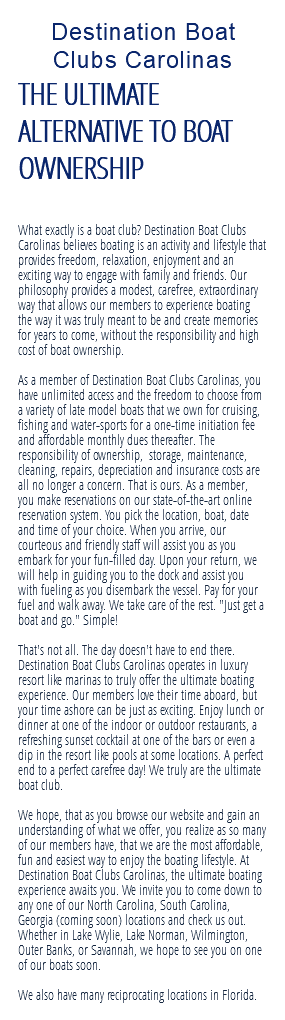 Destination Boat
Clubs Carolinas
THE ULTIMATE
ALTERNATIVE TO BOAT
OWNERSHIP
What exactly is a boat club? Destination Boat Clubs
Carolinas believes boating is an activity and lifestyle that
provides freedom, relaxation, enjoyment and an
exciting way to engage with family and friends. Our
philosophy provides a modest, carefree, extraordinary
way that allows our members to experience boating
the way it was truly meant to be and create memories
for years to come, without the responsibility and high
cost of boat ownership.
As a member of Destination Boat Clubs Carolinas, you
have unlimited access and the freedom to choose from
a variety of late model boats that we own for cruising,
fishing and water-sports for a one-time initiation fee
and affordable monthly dues thereafter. The
responsibility of ownership,  storage, maintenance,
cleaning, repairs, depreciation and insurance costs are
all no longer a concern. That is ours. As a member,
you make reservations on our state-of-the-art online
reservation system. You pick the location, boat, date
and time of your choice. When you arrive, our
courteous and friendly staff will assist you as you
embark for your fun-filled day. Upon your return, we
will help in guiding you to the dock and assist you
with fueling as you disembark the vessel. Pay for your
fuel and walk away. We take care of the rest. "Just get a
boat and go." Simple!
That's not all. The day doesn't have to end there.
Destination Boat Clubs Carolinas operates in luxury
resort like marinas to truly offer the ultimate boating
experience. Our members love their time aboard, but
your time ashore can be just as exciting. Enjoy lunch or
dinner at one of the indoor or outdoor restaurants, a
refreshing sunset cocktail at one of the bars or even a
dip in the resort like pools at some locations. A perfect
end to a perfect carefree day! We truly are the ultimate
boat club.
We hope, that as you browse our website and gain an
understanding of what we offer, you realize as so many
of our members have, that we are the most affordable,
fun and easiest way to enjoy the boating lifestyle. At
Destination Boat Clubs Carolinas, the ultimate boating
experience awaits you. We invite you to come down to
any one of our North Carolina, South Carolina,
Georgia (coming soon) locations and check us out.
Whether in Lake Wylie, Lake Norman, Wilmington,
Outer Banks, or Savannah, we hope to see you on one
of our boats soon.
We also have many reciprocating locations in Florida.